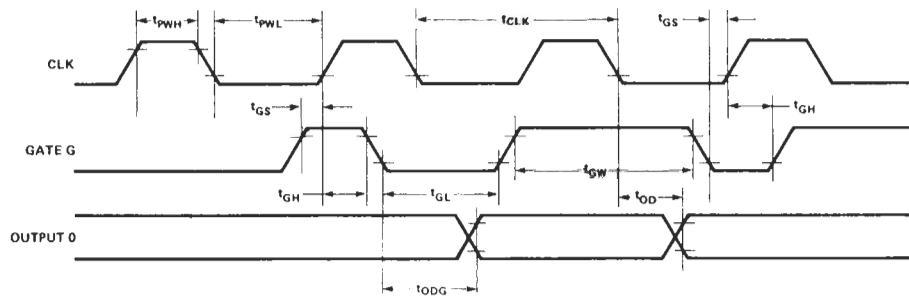 tPWH tPWL tCLK tGS
CLK
tGS tGH
GATE G
tGH tGL tGW tOD
OUTPUT 0
tODG